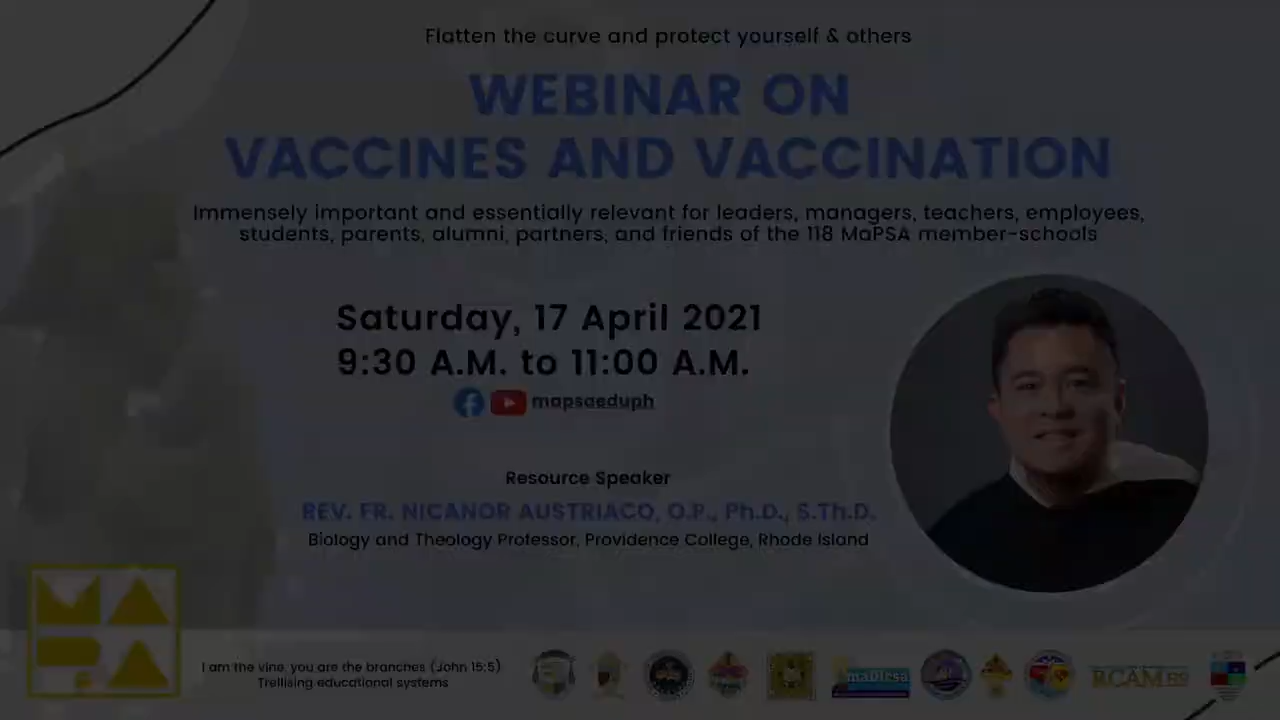 Flatten the curve and protect yourself & others
WEBINAR ON
VACCINES AND VACCINATION
Immensely important and essentially relevant for leaders, managers, teachers, employees,
students, parents, alumni, partners, and friends of the 118 MaPSA member-schools
Saturday, 17 April 2021
9:30 A.M. to 11:00 A.M.
mapsaeduph
Resource Speaker
REV. FR. NICANOR AUSTRIACO, O.P., Ph.D., S.Th.D.
Biology and Theology Professor, Providence College, Rhode Island
I am the vine, you are the branches (John 15:5)
Trellising educational systems
maDIcsa
RCAM